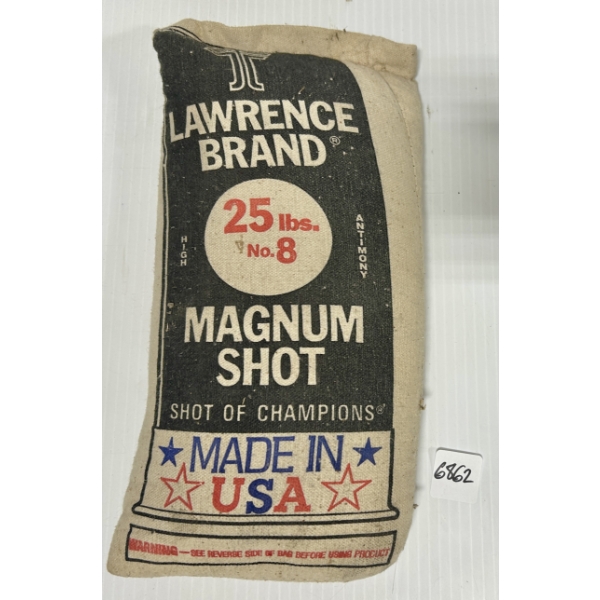 LAWRENCE
BRAND®
25 lbs.
No. 8
HIGH
ANTIMONY
MAGNUM
SHOT
SHOT OF CHAMPIONS®
MADE IN
USA
WARNING—SEE REVERSE SIDE OF BAG BEFORE USING PRODUCT
6862